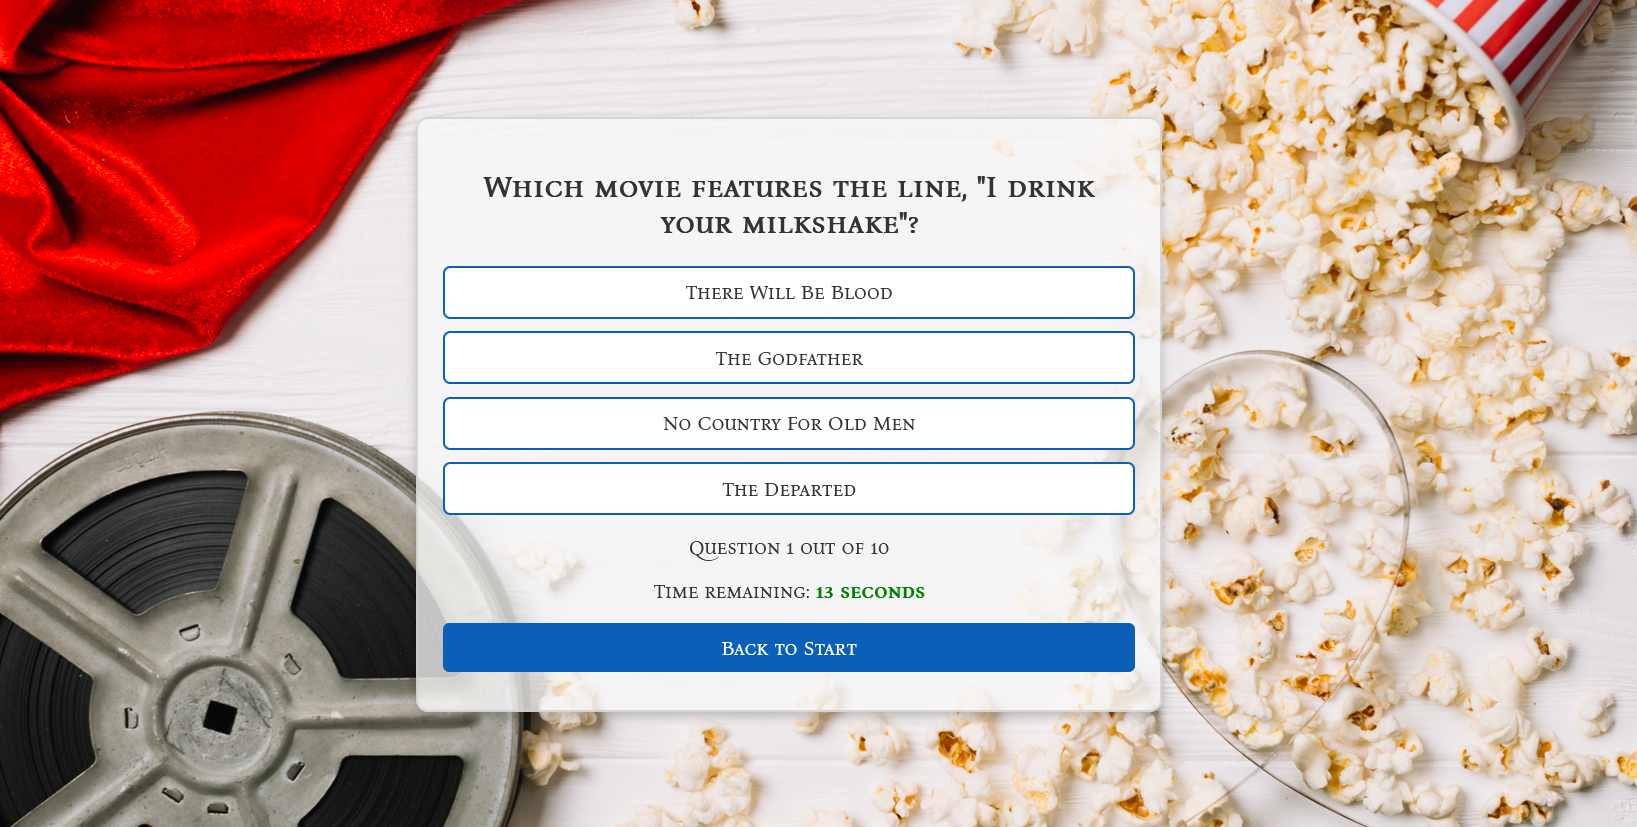 Which movie features the line, "I drink
your milkshake"?
There Will Be Blood
The Godfather
No Country For Old Men
The Departed
Question 1 out of 10
Time remaining: 13 seconds
Back to Start